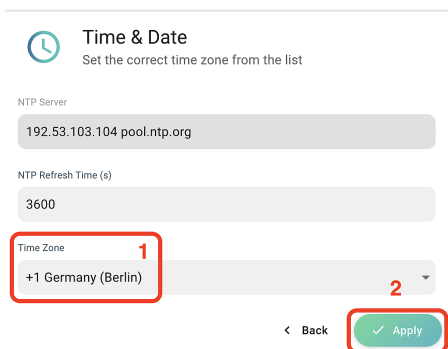 Time & Date
Set the correct time zone from the list
NTP Server
192.53.103.104 pool.ntp.org
NTP Refresh Time (s)
3600
Time Zone
1
+1 Germany (Berlin)
2
Back
Apply